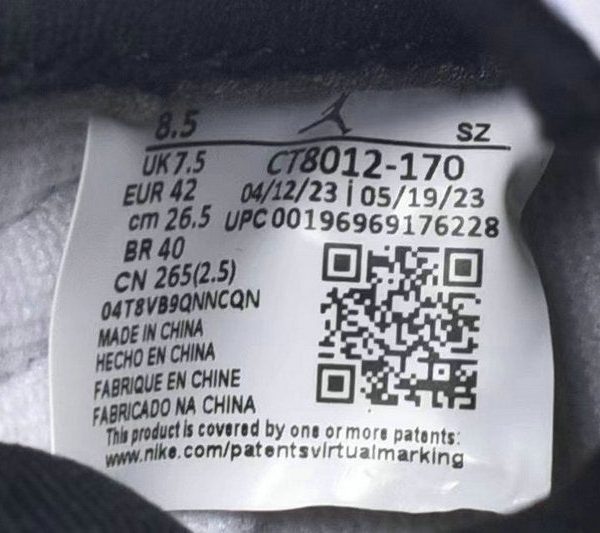 8.5 SZ
UK 7.5 CT8012-170
EUR 42 04/12/23 | 05/19/23
cm 26.5 UPC 00196969176228
BR 40
CN 265(2.5)
04T8VB9QNNCQN
MADE IN CHINA
HECHO EN CHINA
FABRIQUE EN CHINE
FABRICADO NA CHINA
This product is covered by one or more patents:
www.nike.com/patentsvirtualmarking